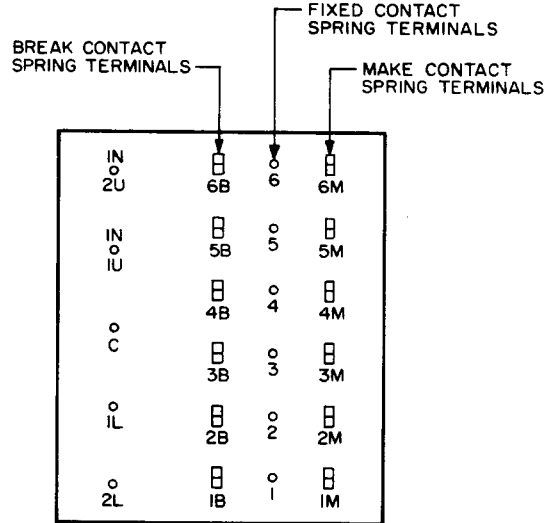 FIXED CONTACT
SPRING TERMINALS
BREAK CONTACT
SPRING TERMINALS
MAKE CONTACT
SPRING TERMINALS
IN
2U
6B
6
6M
IN
1U
5B
5
5M
4B
4
4M
C
3B
3
3M
1L
2B
2
2M
2L
1B
1
1M